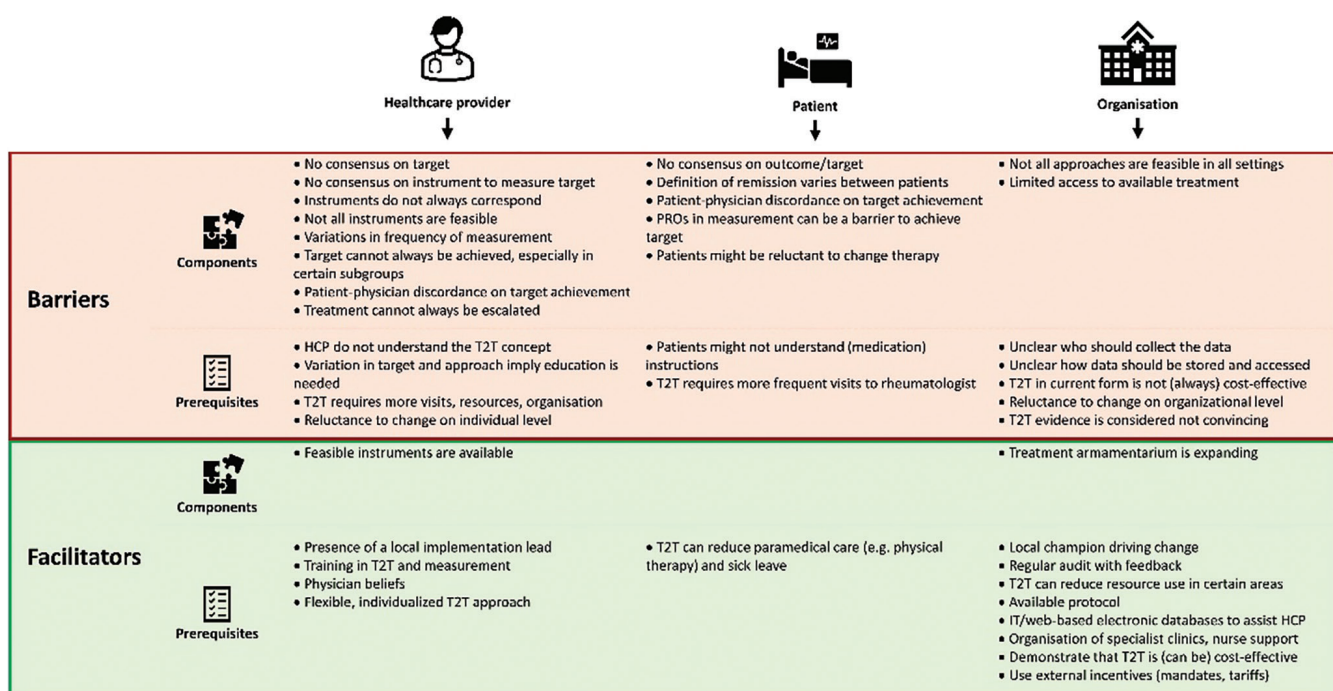 Healthcare provider
Patient
Organisation
Barriers
Components
▪ No consensus on target
▪ No consensus on instrument to measure target
▪ Instruments do not always correspond
▪ Not all instruments are feasible
▪ Variations in frequency of measurement
▪ Target cannot always be achieved, especially in
certain subgroups
▪ Patient-physician discordance on target achievement
▪ Treatment cannot always be escalated
▪ No consensus on outcome/target
▪ Definition of remission varies between patients
▪ Patient-physician discordance on target achievement
▪ PROs in measurement can be a barrier to achieve
target
▪ Patients might be reluctant to change therapy
▪ Not all approaches are feasible in all settings
▪ Limited access to available treatment
Prerequisites
▪ HCP do not understand the T2T concept
▪ Variation in target and approach imply education is
needed
▪ T2T requires more visits, resources, organisation
▪ Reluctance to change on individual level
▪ Patients might not understand (medication)
instructions
▪ T2T requires more frequent visits to rheumatologist
▪ Unclear who should collect the data
▪ Unclear how data should be stored and accessed
▪ T2T in current form is not (always) cost-effective
▪ Reluctance to change on organizational level
▪ T2T evidence is considered not convincing
Facilitators
Components
▪ Feasible instruments are available
▪ Treatment armamentarium is expanding
Prerequisites
▪ Presence of a local implementation lead
▪ Training in T2T and measurement
▪ Physician beliefs
▪ Flexible, individualized T2T approach
▪ T2T can reduce paramedical care (e.g. physical
therapy) and sick leave
▪ Local champion driving change
▪ Regular audit with feedback
▪ T2T can reduce resource use in certain areas
▪ Available protocol
▪ IT/web-based electronic databases to assist HCP
▪ Organisation of specialist clinics, nurse support
▪ Demonstrate that T2T is (can be) cost-effective
▪ Use external incentives (mandates, tariffs)